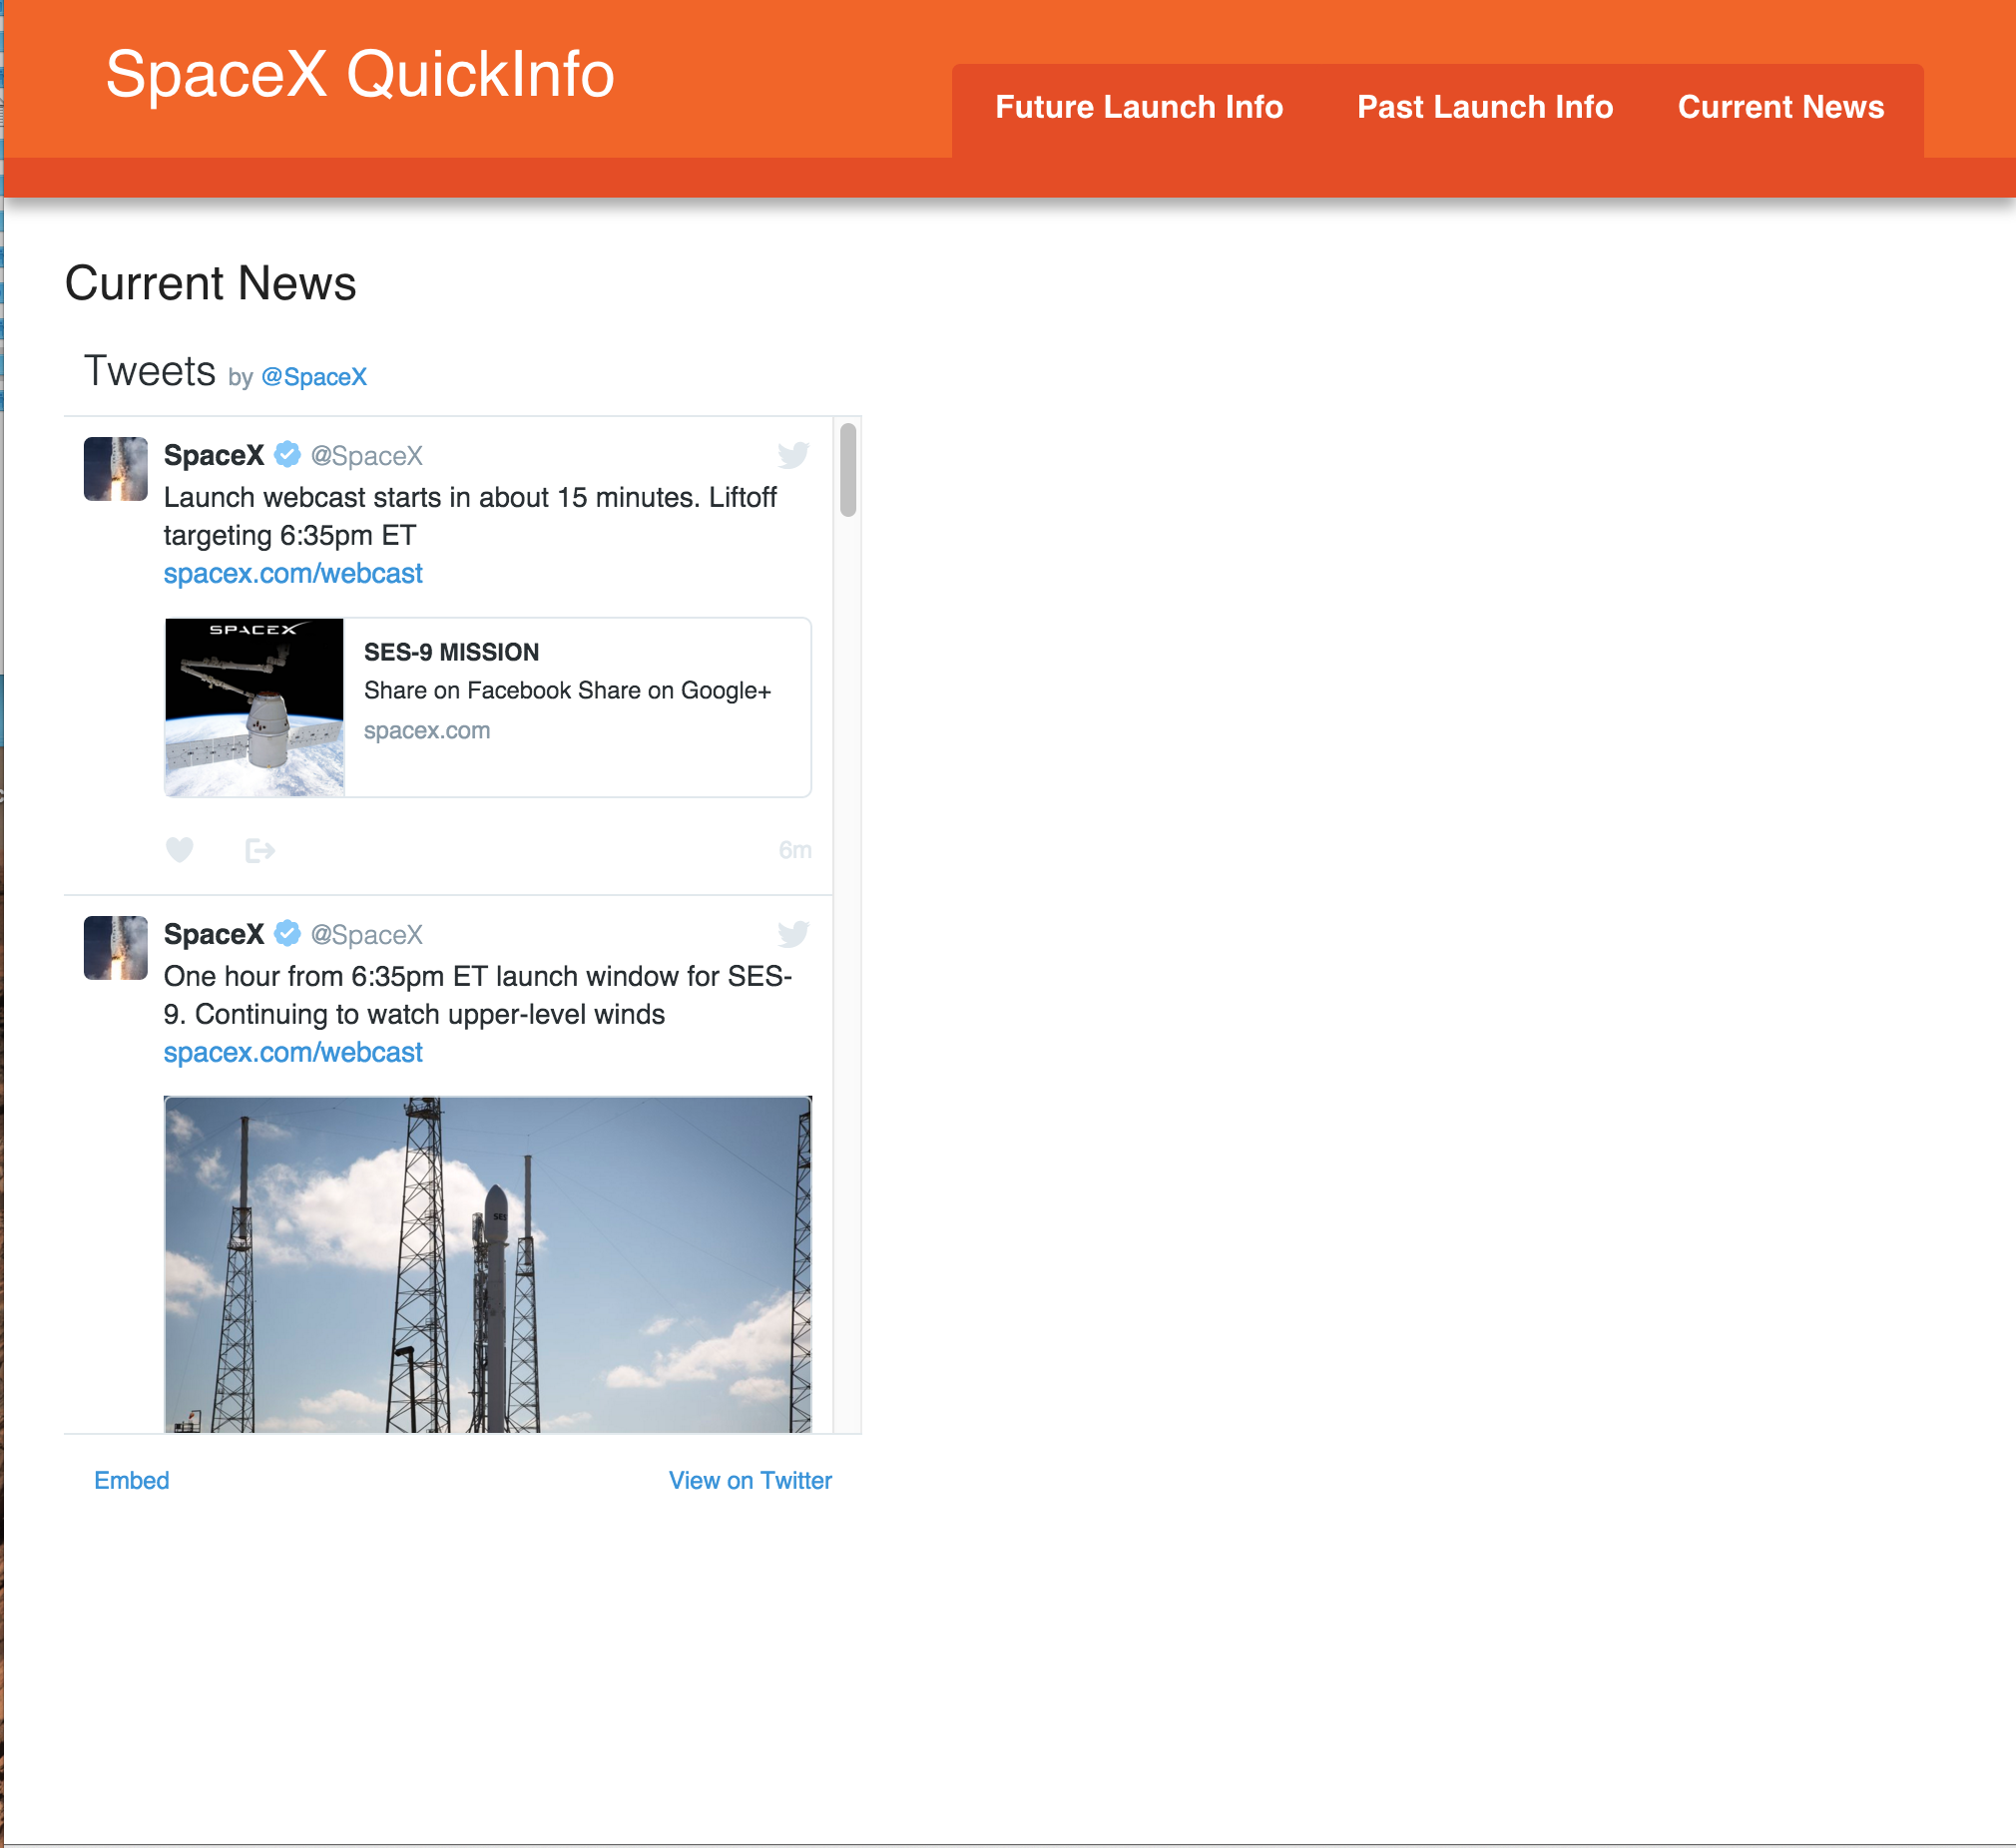 SpaceX QuickInfo
Future Launch Info Past Launch Info Current News
Current News
Tweets by @SpaceX
SpaceX @SpaceX
Launch webcast starts in about 15 minutes. Liftoff
targeting 6:35pm ET
spacex.com/webcast
SPACEX
SES-9 MISSION
Share on Facebook Share on Google+
spacex.com
6m
SpaceX @SpaceX
One hour from 6:35pm ET launch window for SES-
9. Continuing to watch upper-level winds
spacex.com/webcast
SES
Embed View on Twitter